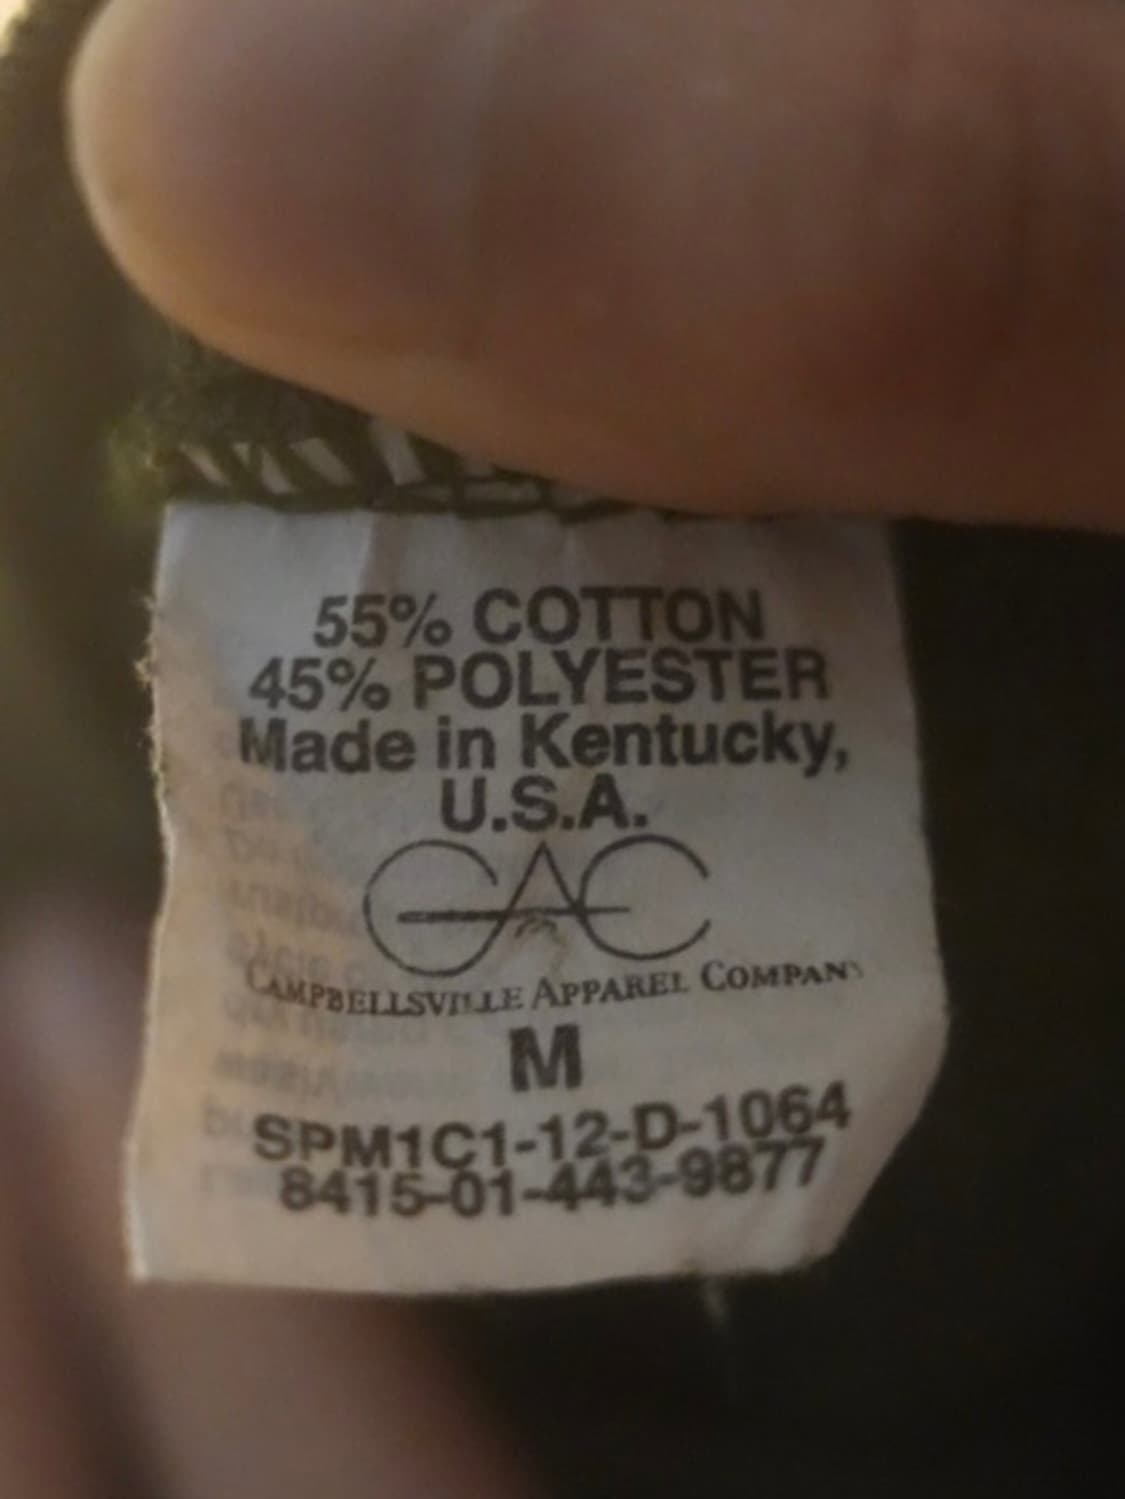 55% COTTON
45% POLYESTER
Made in Kentucky,
U.S.A.
CAC
CAMPBELLSVILLE APPAREL COMPANY
M
SPM1C1-12-D-1064
8415-01-443-9877